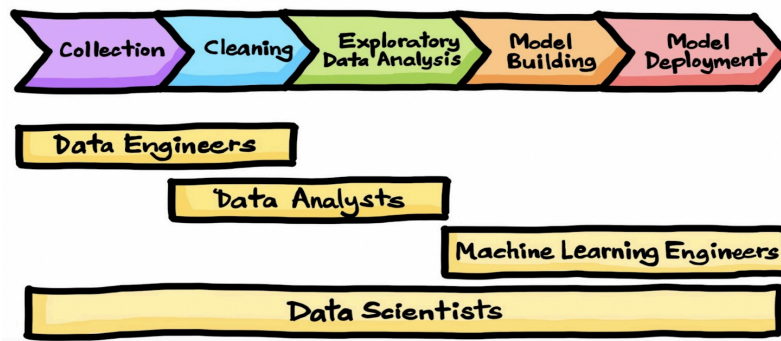 Collection
Cleaning
Exploratory
Data Analysis
Model
Building
Model
Deployment
Data Engineers
Data Analysts
Machine Learning Engineers
Data Scientists